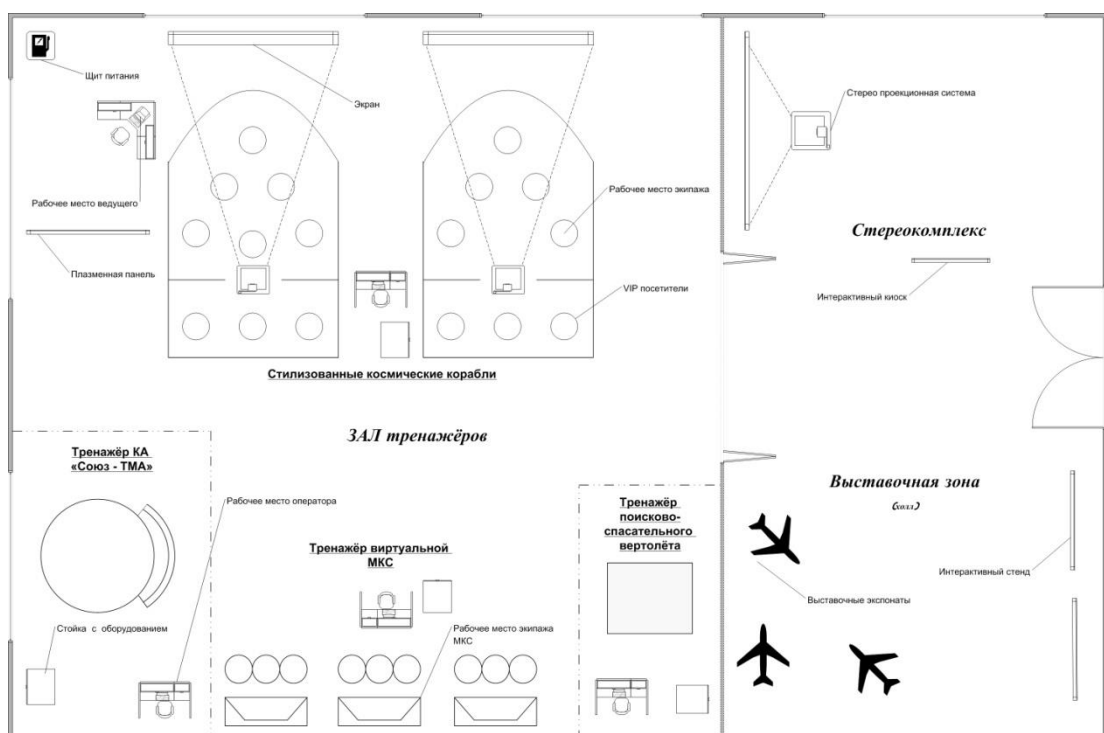 Щит питания
Экран
Рабочее место ведущего
Плазменная панель
Рабочее место экипажа
VIP посетители
Стилизованные космические корабли
Стерео проекционная система
Стереокомплекс
Интерактивный киоск
ЗАЛ тренажёров
Тренажёр КА
«Союз - ТМА»
Рабочее место оператора
Тренажёр виртуальной
МКС
Стойка с оборудованием
Рабочее место экипажа
МКС
Тренажёр
поисково-
спасательного
вертолёта
Выставочная зона
(холл)
Интерактивный стенд
Выставочные экспонаты